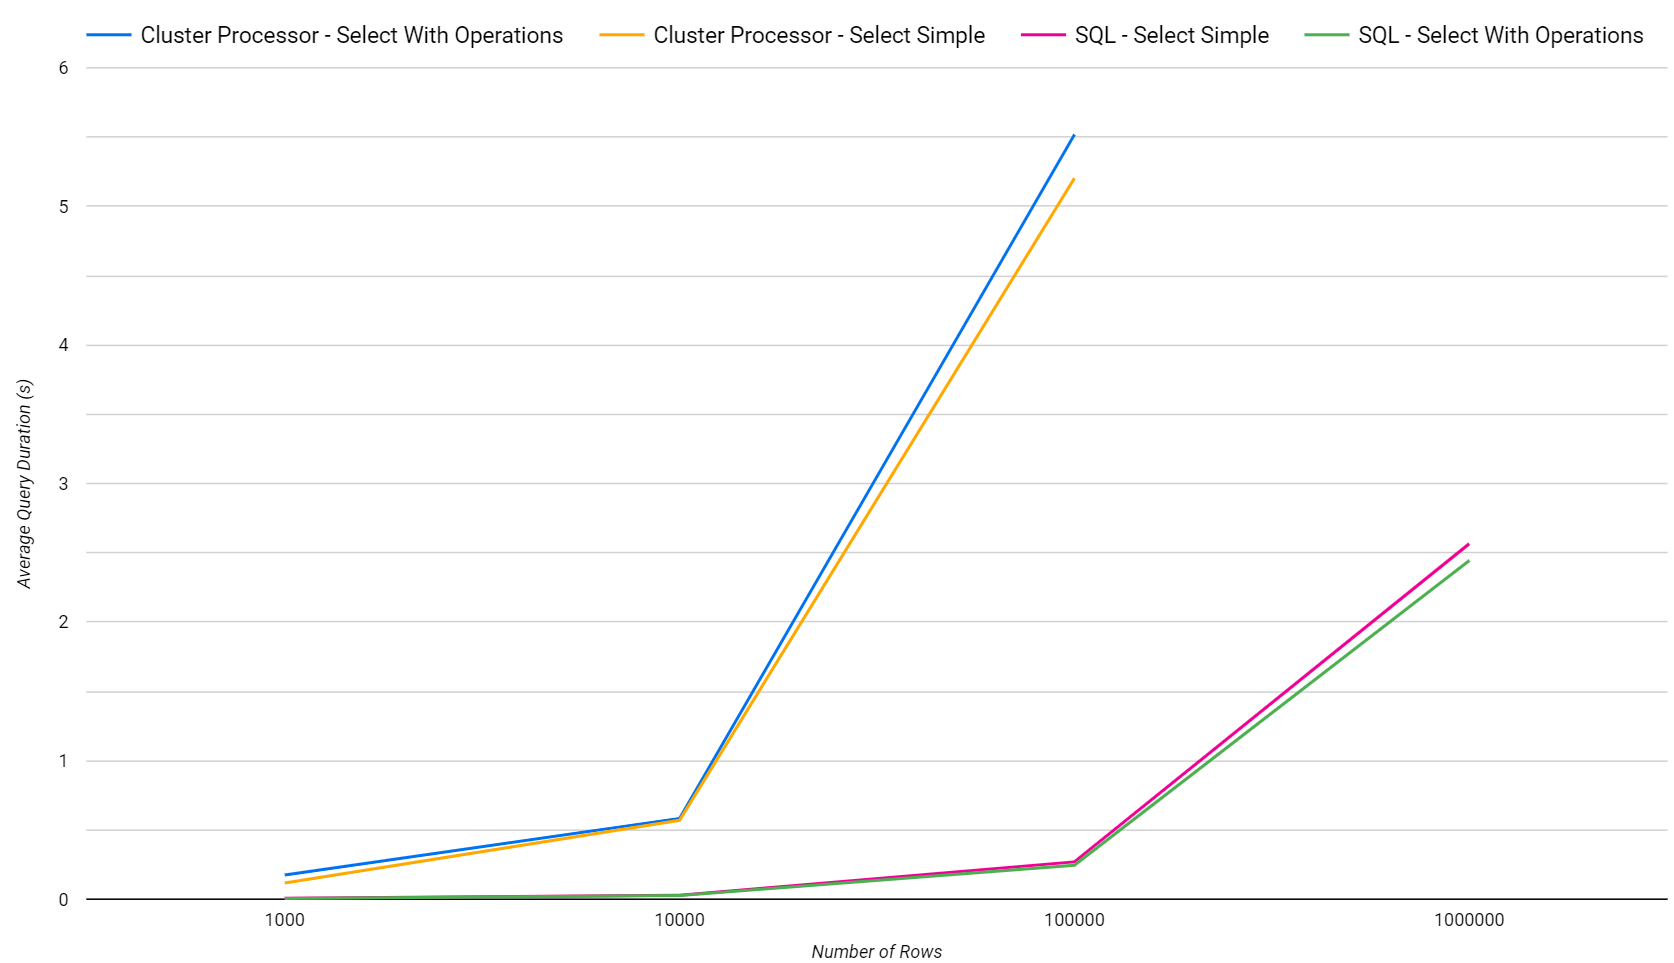 Cluster Processor - Select With Operations Cluster Processor - Select Simple SQL - Select Simple SQL - Select With Operations
6
5
4
3
2
1
0
Average Query Duration (s)
1000 10000 100000 1000000
Number of Rows